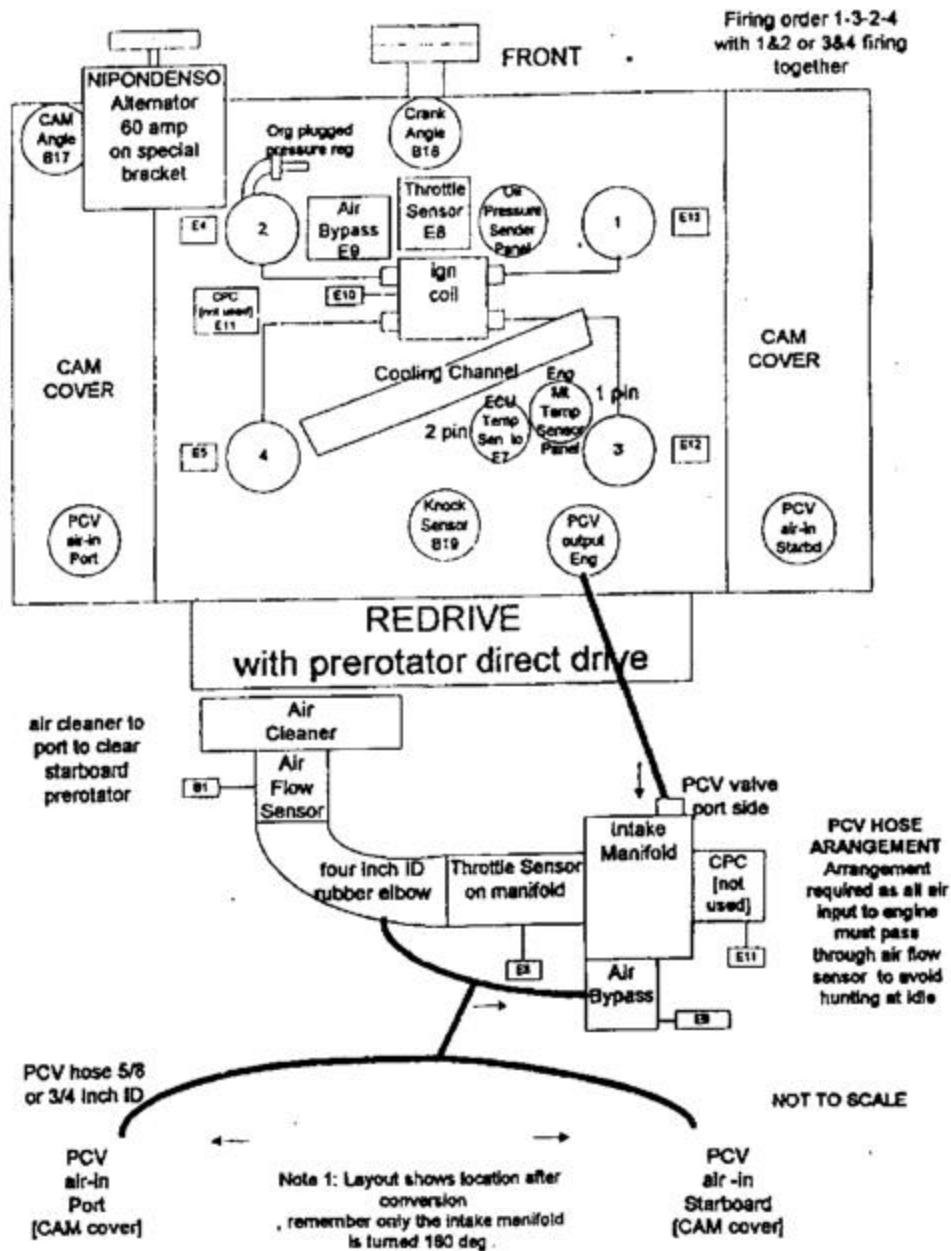 Firing order 1-3-2-4
with 1&2 or 3&4 firing
together
FRONT
NIPONDENSO
Alternator
60 amp
on special
bracket
CAM
Angle
B17
Org plugged
pressure reg
Crank
Angle
B18
E4
2
Air
Bypass
E9
Throttle
Sensor
E8
Oil
Pressure
Sender
Panel
1
E13
CPC
[not used]
E11
E10
ign
coil
CAM
COVER
CAM
COVER
Cooling Channel
ECU
Temp
Sen to
E7
2 pin
Eng
Mt
Temp
Sensor
Panel
1 pin
E5
4
3
E12
PCV
air-in
Port
Knock
Sensor
B19
PCV
output
Eng
PCV
air-in
Starbd
REDRIVE
with prerotator direct drive
air cleaner to
port to clear
starboard
prerotator
Air
Cleaner
B1
Air
Flow
Sensor
PCV valve
port side
four inch ID
rubber elbow
Throttle Sensor
on manifold
E8
Intake
Manifold
CPC
[not
used]
E11
Air
Bypass
E9
PCV HOSE
ARANGEMENT
Arrangement
required as all air
input to engine
must pass
through air flow
sensor to avoid
hunting at idle
PCV hose 5/8
or 3/4 inch ID
NOT TO SCALE
PCV
air-in
Port
[CAM cover]
Note 1: Layout shows location after
conversion
, remember only the intake manifold
is turned 180 deg .
PCV
air -in
Starboard
[CAM cover]